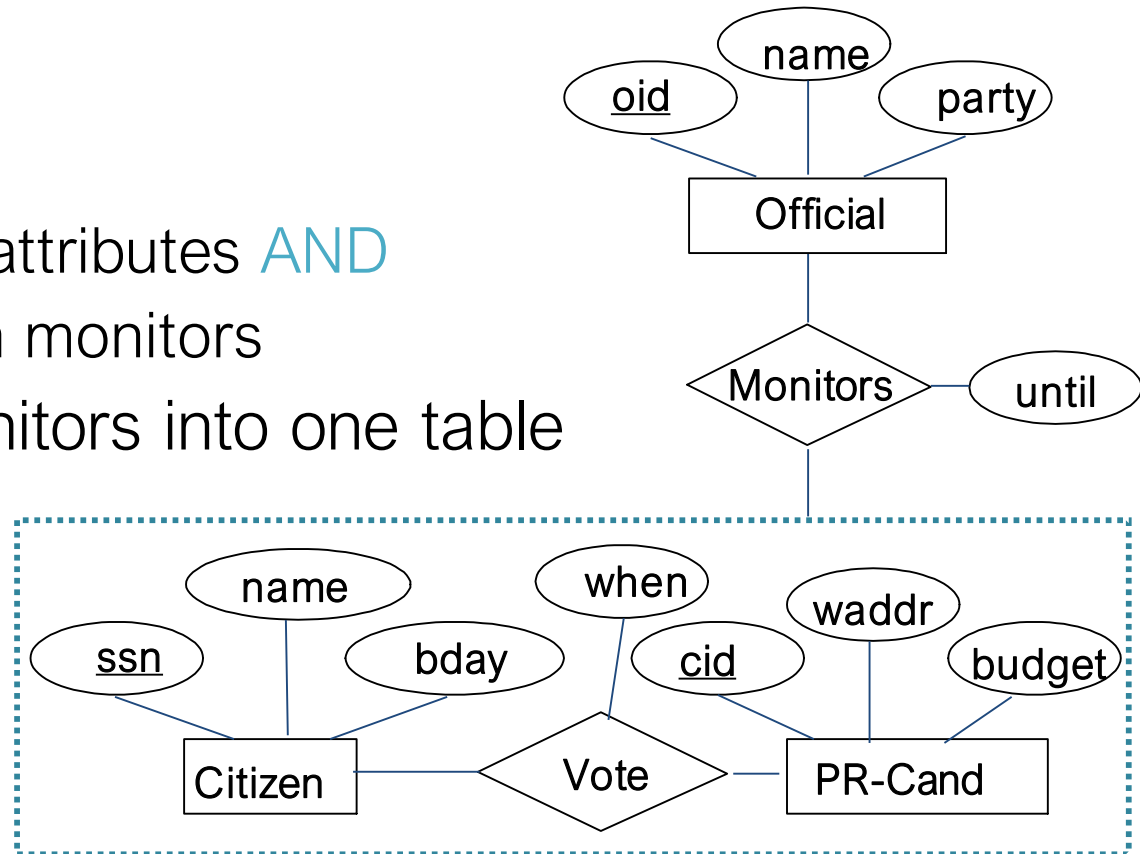 name
oid
party
Official
attributes AND
monitors
Monitors
until
into one table
name
when
waddr
ssn
bday
cid
budget
Citizen
Vote
PR-Cand